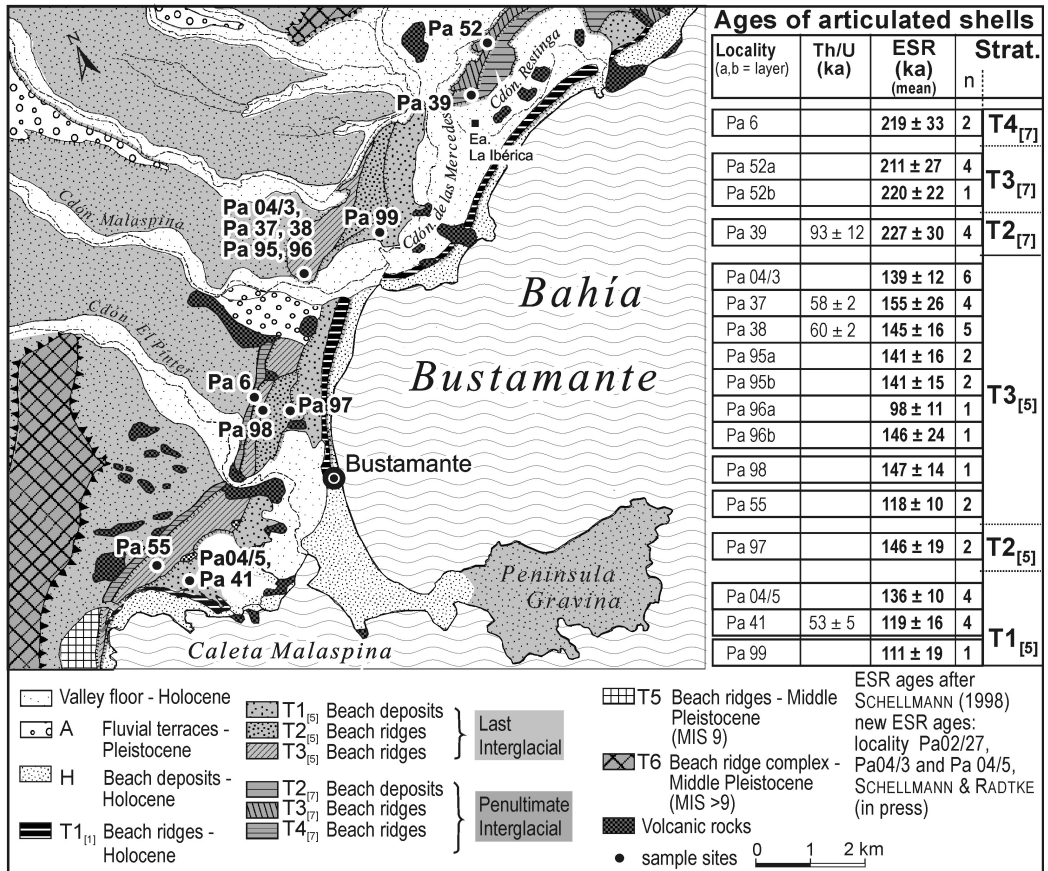 N
Pa 52
Cdón. Restinga
Pa 39
Ea.
La Ibérica
Cdón. de las Mercedes
Cdón. Malaspina
Pa 04/3,
Pa 37, 38
Pa 95, 96
Pa 99
Bahía
Bustamante
Cdón. El Pinter
Pa 6
Pa 97
Pa 98
Bustamante
Pa 55
Pa04/5,
Pa 41
Península
Gravina
Caleta Malaspina
Ages of articulated shells
Locality (a,b = layer) Th/U (ka) ESR (ka) (mean) n Strat.
Pa 6 219 ± 33 2 T4[7]
Pa 52a 211 ± 27 4
Pa 52b 220 ± 22 1
T3[7]
Pa 39 93 ± 12 227 ± 30 4 T2[7]
Pa 04/3 139 ± 12 6
Pa 37 58 ± 2 155 ± 26 4
Pa 38 60 ± 2 145 ± 16 5
Pa 95a 141 ± 16 2
Pa 95b 141 ± 15 2
Pa 96a 98 ± 11 1
Pa 96b 146 ± 24 1
T3[5]
Pa 98 147 ± 14 1
Pa 55 118 ± 10 2
Pa 97 146 ± 19 2 T2[5]
Pa 04/5 136 ± 10 4
Pa 41 53 ± 5 119 ± 16 4
T1[5]
Pa 99 111 ± 19 1
Valley floor - Holocene
A Fluvial terraces -
Pleistocene
H Beach deposits -
Holocene
T1[1] Beach ridges -
Holocene
T1[5] Beach deposits
T2[5] Beach ridges
T3[5] Beach ridges
Last
Interglacial
T2[7] Beach deposits
T3[7] Beach ridges
T4[7] Beach ridges
Penultimate
Interglacial
T5 Beach ridges - Middle
Pleistocene
(MIS 9)
T6 Beach ridge complex -
Middle Pleistocene
(MIS >9)
Volcanic rocks
sample sites
0 1 2 km
ESR ages after
SCHELLMANN (1998)
new ESR ages:
locality Pa02/27,
Pa04/3 and Pa 04/5,
SCHELLMANN & RADTKE
(in press)